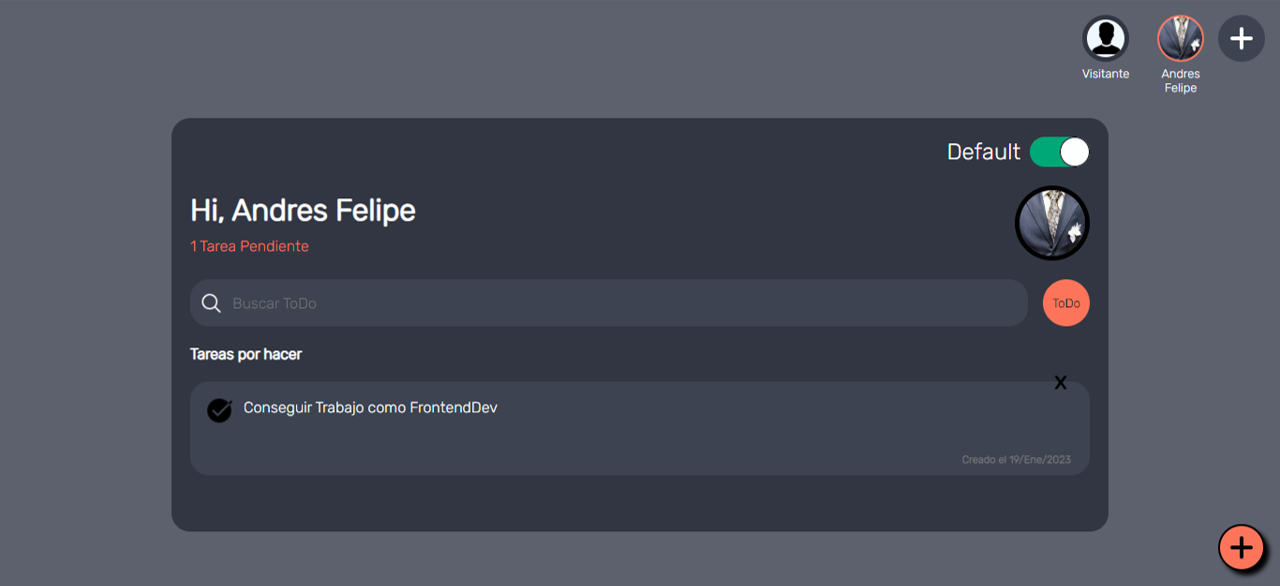 Visitante
Andres
Felipe
Default
Hi, Andres Felipe
1 Tarea Pendiente
Buscar ToDo
ToDo
Tareas por hacer
X
Conseguir Trabajo como FrontendDev
Creado el 19/Ene/2023